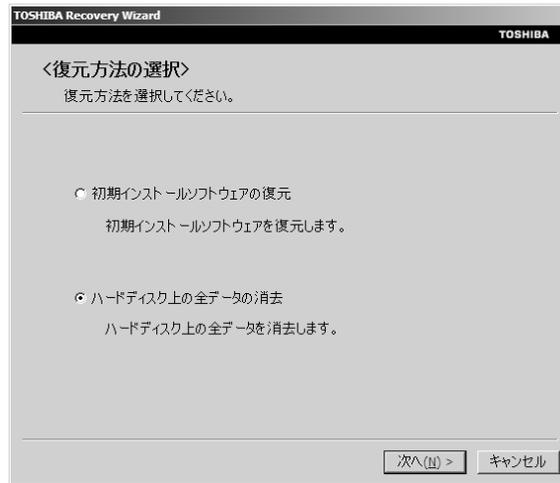 TOSHIBA Recovery Wizard
TOSHIBA
<復元方法の選択>
復元方法を選択してください。
初期インストールソフトウェアの復元
初期インストールソフトウェアを復元します。
ハードディスク上の全データの消去
ハードディスク上の全データを消去します。
次へ(N) >
キャンセル